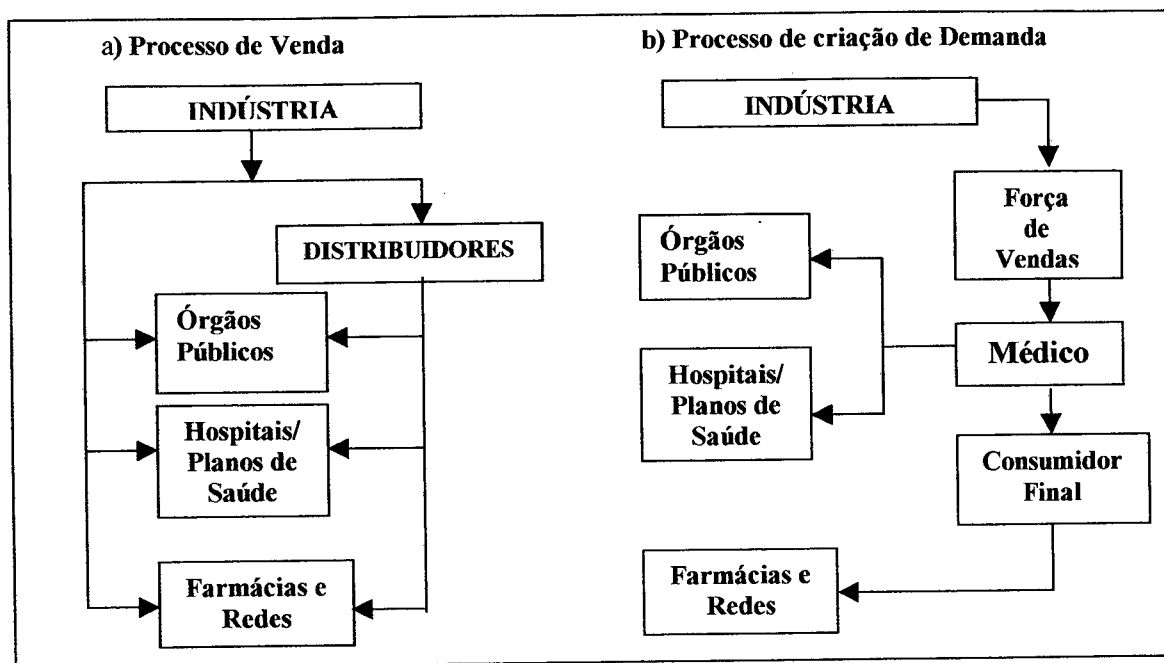 a) Processo de Venda
INDÚSTRIA
DISTRIBUIDORES
Órgãos
Públicos
Hospitais/
Planos de
Saúde
Farmácias e
Redes
b) Processo de criação de Demanda
INDÚSTRIA
Força
de
Vendas
Órgãos
Públicos
Médico
Hospitais/
Planos de
Saúde
Consumidor
Final
Farmácias e
Redes